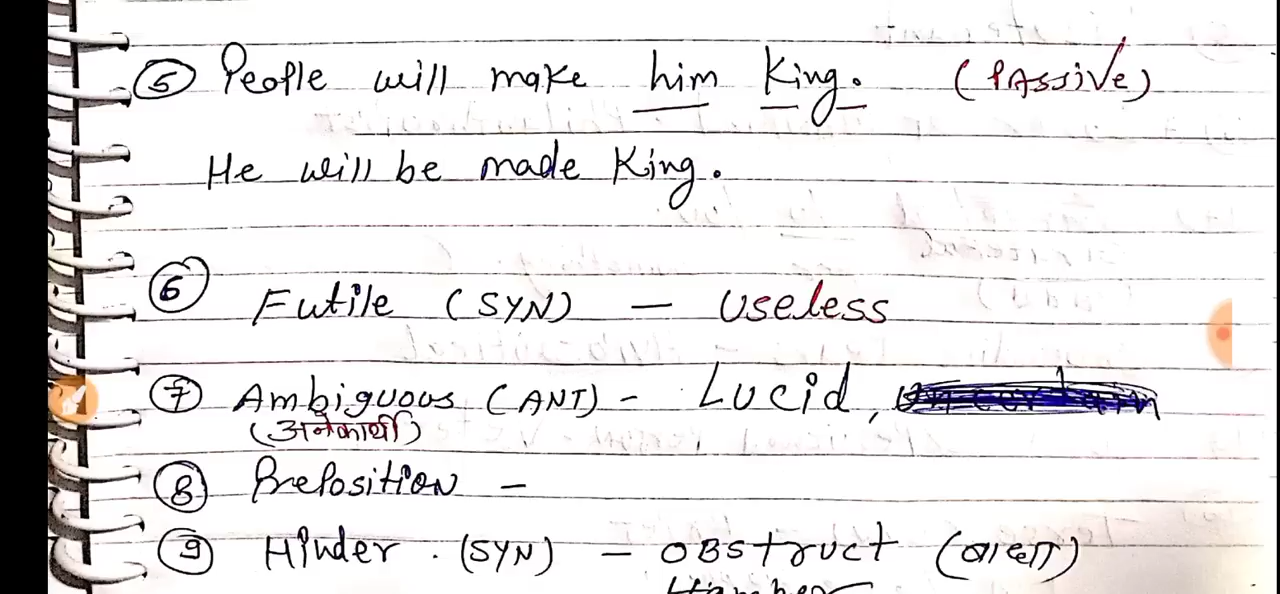 ⑤ People will make him King. (PAssive)
He will be made King.
⑥ Futile (SYN) — Useless
⑦ Ambiguous (ANT) - Lucid,
(अनेकार्थी)
⑧ Preposition -
⑨ Hinder. (SYN) - OBStruct (बाधा)